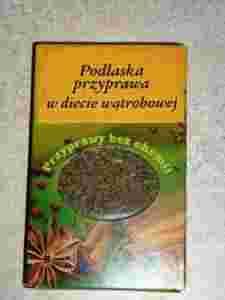 Podlaska
przyprawa
w diecie wątrobowej
Przyprawy bez chemii